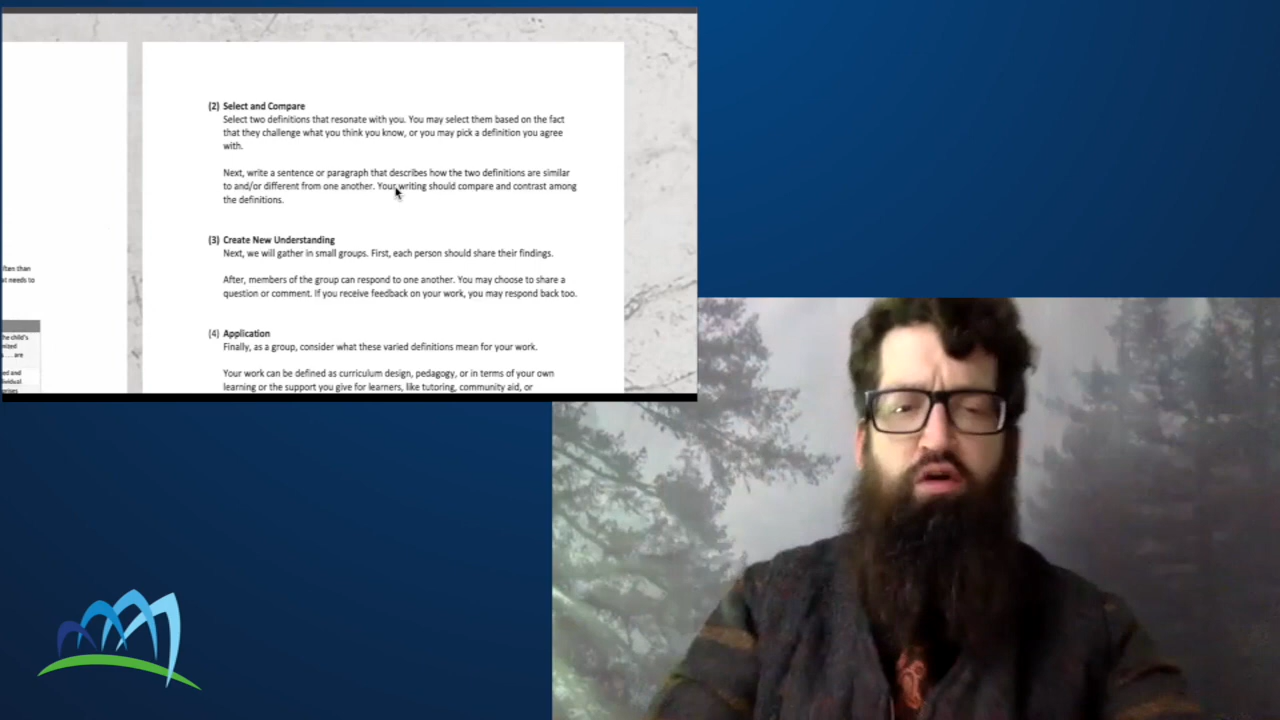 (2) Select and Compare
Select two definitions that resonate with you. You may select them based on the fact
that they challenge what you think you know, or you may pick a definition you agree
with.
Next, write a sentence or paragraph that describes how the two definitions are similar
to and/or different from one another. Your writing should compare and contrast among
the definitions.
(3) Create New Understanding
Next, we will gather in small groups. First, each person should share their findings.
After, members of the group can respond to one another. You may choose to share a
question or comment. If you receive feedback on your work, you may respond back too.
(4) Application
Finally, as a group, consider what these varied definitions mean for your work.
Your work can be defined as curriculum design, pedagogy, or in terms of your own
learning or the support you give for learners, like tutoring, community aid, or
than
needs to
the child's
are
and